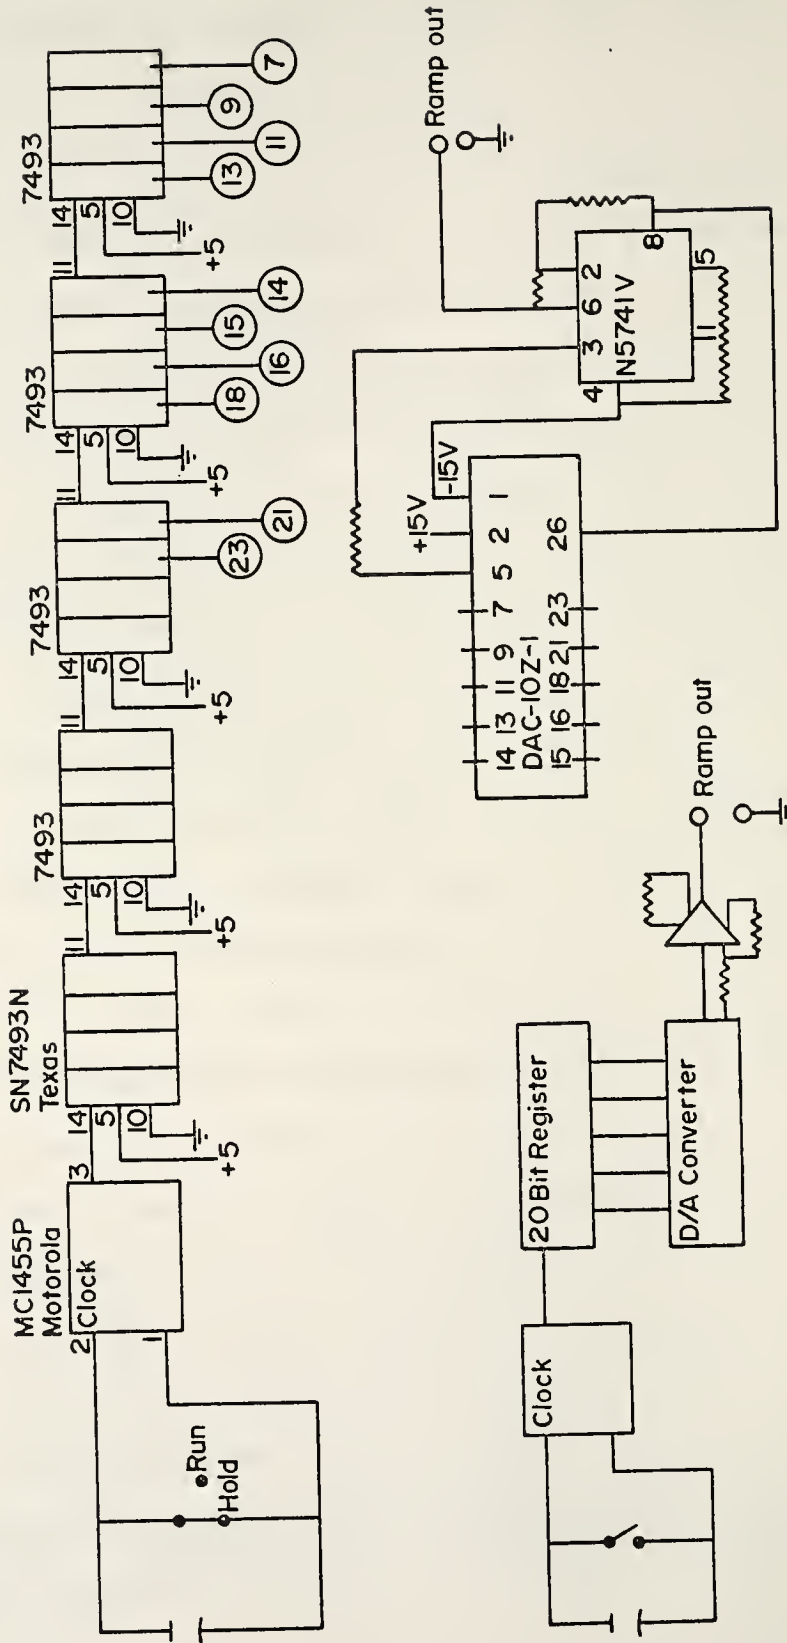 MC1455P
Motorola
Clock
2
3
1
Run
Hold
SN7493N
Texas
14
5
10
+5
11
7493
14
5
10
+5
11
7493
14
5
10
+5
23
21
11
7493
14
5
10
+5
18
16
15
14
11
7493
14
5
10
+5
13
11
9
7
Clock
20 Bit Register
D/A Converter
Ramp out
14 13 11 9 7 5 2 1
DAC-10Z-1
15 16 18 21 23 26
+15V
-15V
4
3 6 2
N5741V
8
11
5
Ramp out